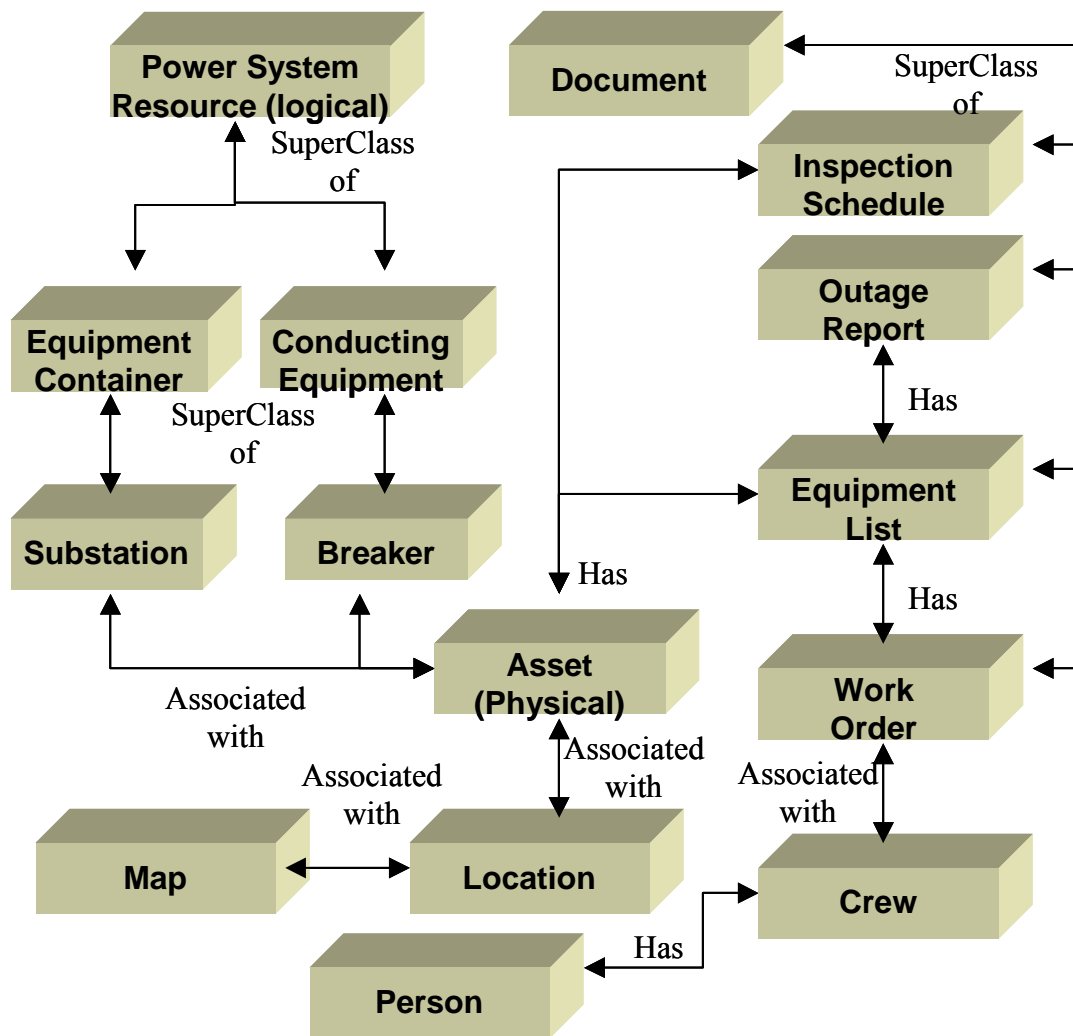 Power System
Resource (logical)
Document
SuperClass
of
SuperClass
of
Inspection
Schedule
Outage
Report
Equipment
Container
Conducting
Equipment
SuperClass
of
Has
Equipment
List
Substation
Breaker
Has
Has
Asset
(Physical)
Work
Order
Associated
with
Associated
with
Associated
with
Associated
with
Map
Location
Crew
Has
Person